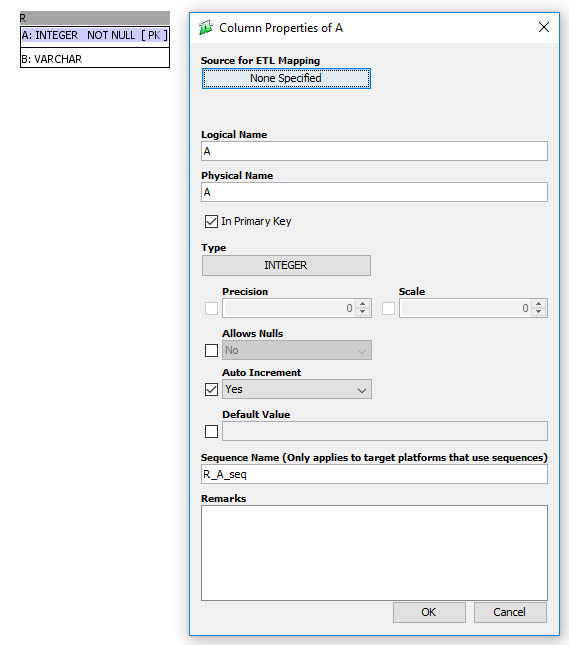 R
A: INTEGER NOT NULL [ PK ]
B: VARCHAR
Column Properties of A
Source for ETL Mapping
None Specified
Logical Name
A
Physical Name
A
In Primary Key
Type
INTEGER
Precision Scale
0 0
Allows Nulls
No
Auto Increment
Yes
Default Value
Sequence Name (Only applies to target platforms that use sequences)
R_A_seq
Remarks
OK Cancel